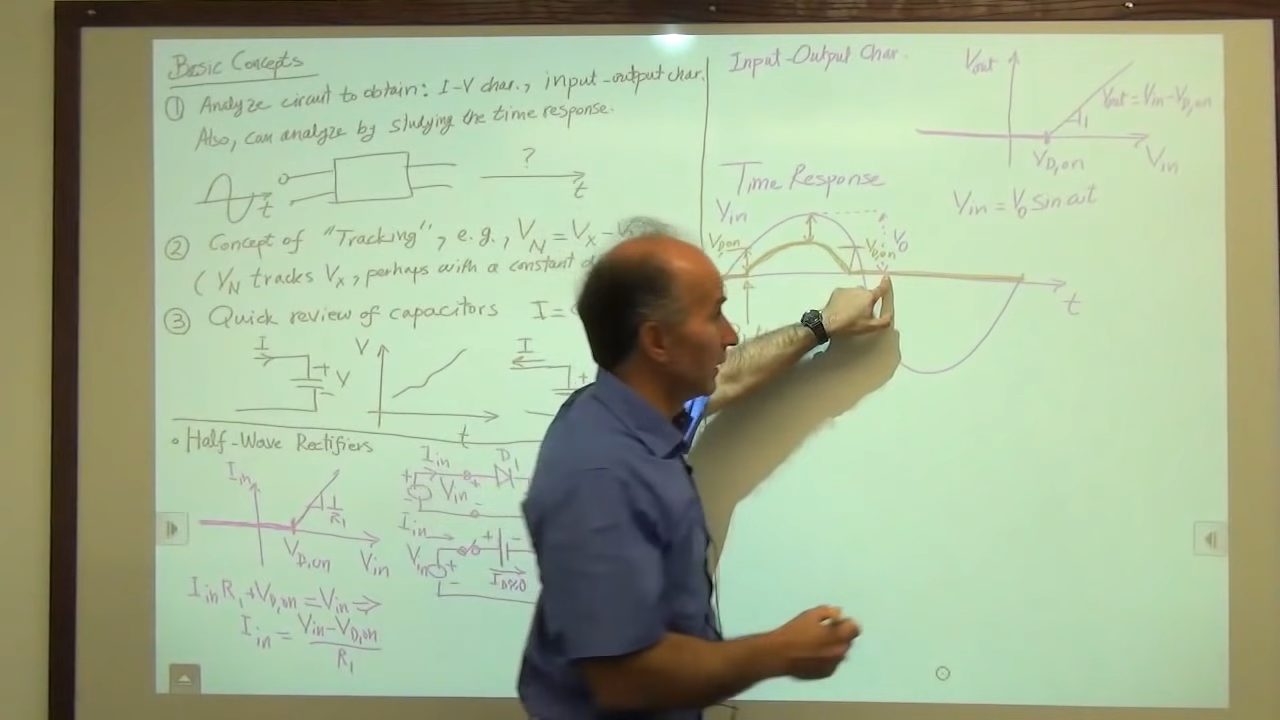 Basic Concepts
① Analyze circuit to obtain: I-V char., input-output char.
Also, can analyze by studying the time response.
?
t
t
② Concept of "Tracking", e.g., V_N = V_X -
( V_N tracks V_X, perhaps with a constant
③ Quick review of capacitors I =
I
+
V
-
V
t
I
+
• Half-Wave Rectifiers
I_in
1/R_1
V_D,on
V_in
I_in R_1 + V_D,on = V_in ⇒
I_in = (V_in - V_D,on) / R_1
I_in
D_1
+
-
V_in
+
-
I_in
V_in
+
-
+
-
I_D≈0
Input-Output Char.
V_out
V_out = V_in - V_D,on
1
V_D,on
V_in
Time Response
V_in
V_in = V_0 sin ωt
V_D,on
V_D,on
V_0
t